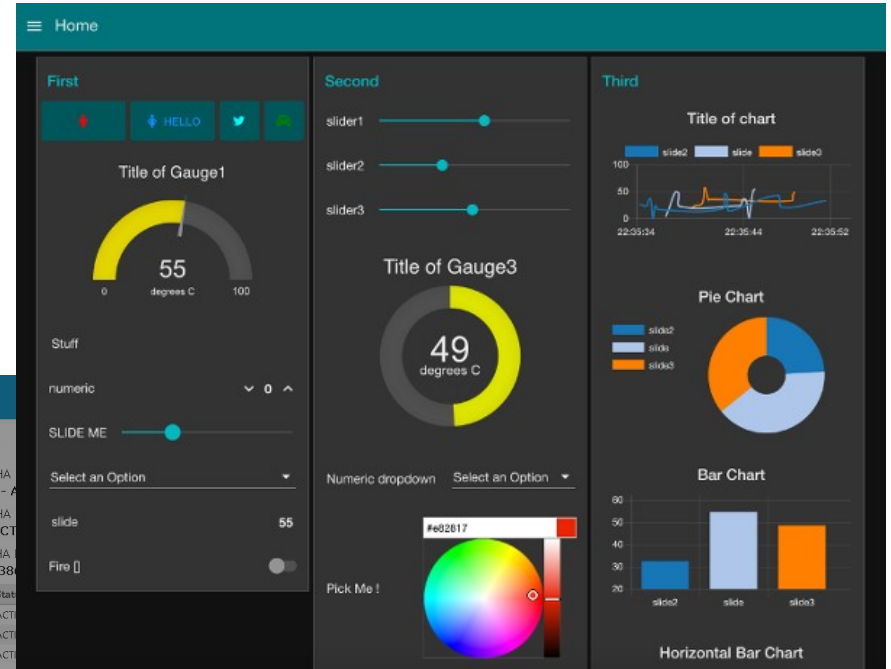 Home
First
HELLO
Title of Gauge1
55
degrees C
0
100
Stuff
numeric
0
SLIDE ME
Select an Option
slide
55
Fire []
Second
slider1
slider2
slider3
Title of Gauge3
49
degrees C
Numeric dropdown
Select an Option
#e82817
Pick Me !
Third
Title of chart
slide2 slide slide3
100
50
0
22:35:34 22:35:44 22:35:52
Pie Chart
slide2
slide
slide3
Bar Chart
60
50
40
30
20
slide2 slide slide3
Horizontal Bar Chart